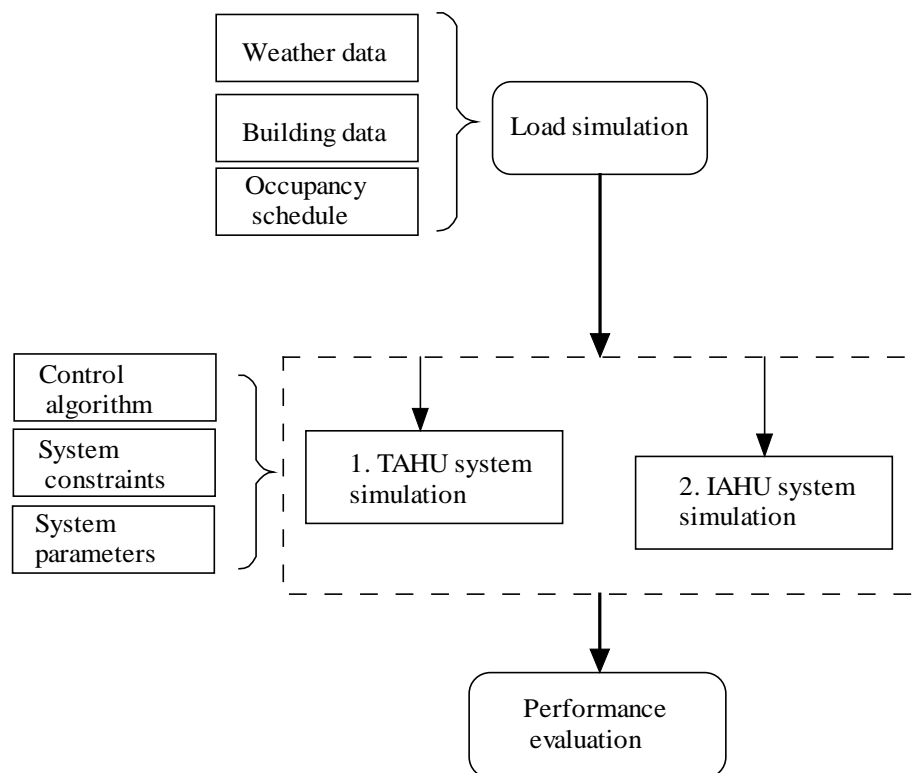 Weather data
Building data
Occupancy
schedule
Load simulation
Control
algorithm
System
constraints
System
parameters
1. TAHU system
simulation
2. IAHU system
simulation
Performance
evaluation